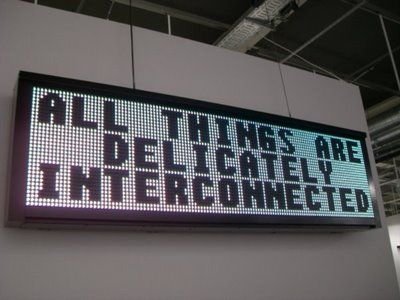 ALL THINGS ARE
DELICATELY
INTERCONNECTED